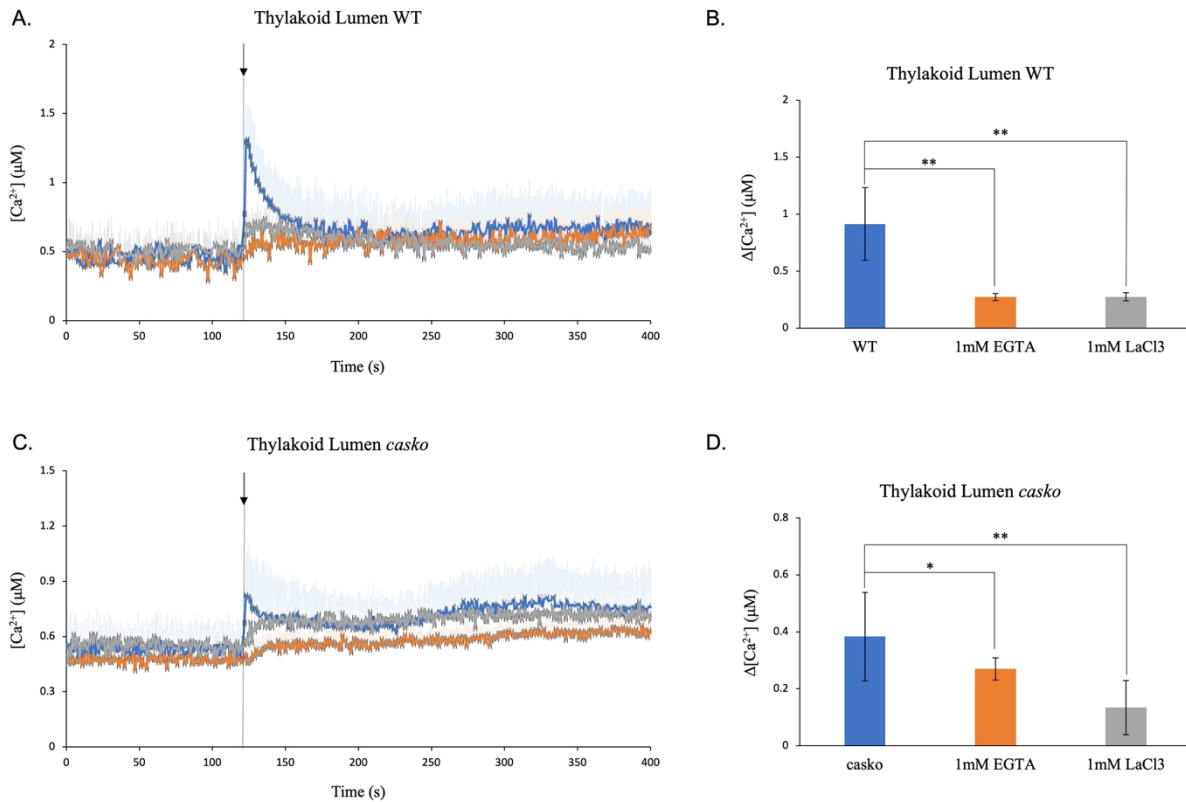 A.
Thylakoid Lumen WT
[Ca²⁺] (μM)
2
1.5
1
0.5
0
0 50 100 150 200 250 300 350 400
Time (s)
B.
Thylakoid Lumen WT
Δ[Ca²⁺] (μM)
2
1.5
1
0.5
0
**
**
WT 1mM EGTA 1mM LaCl3
C.
Thylakoid Lumen casko
[Ca²⁺] (μM)
1.5
1.2
0.9
0.6
0.3
0
0 50 100 150 200 250 300 350 400
Time (s)
D.
Thylakoid Lumen casko
Δ[Ca²⁺] (μM)
0.8
0.6
0.4
0.2
0
**
*
casko 1mM EGTA 1mM LaCl3